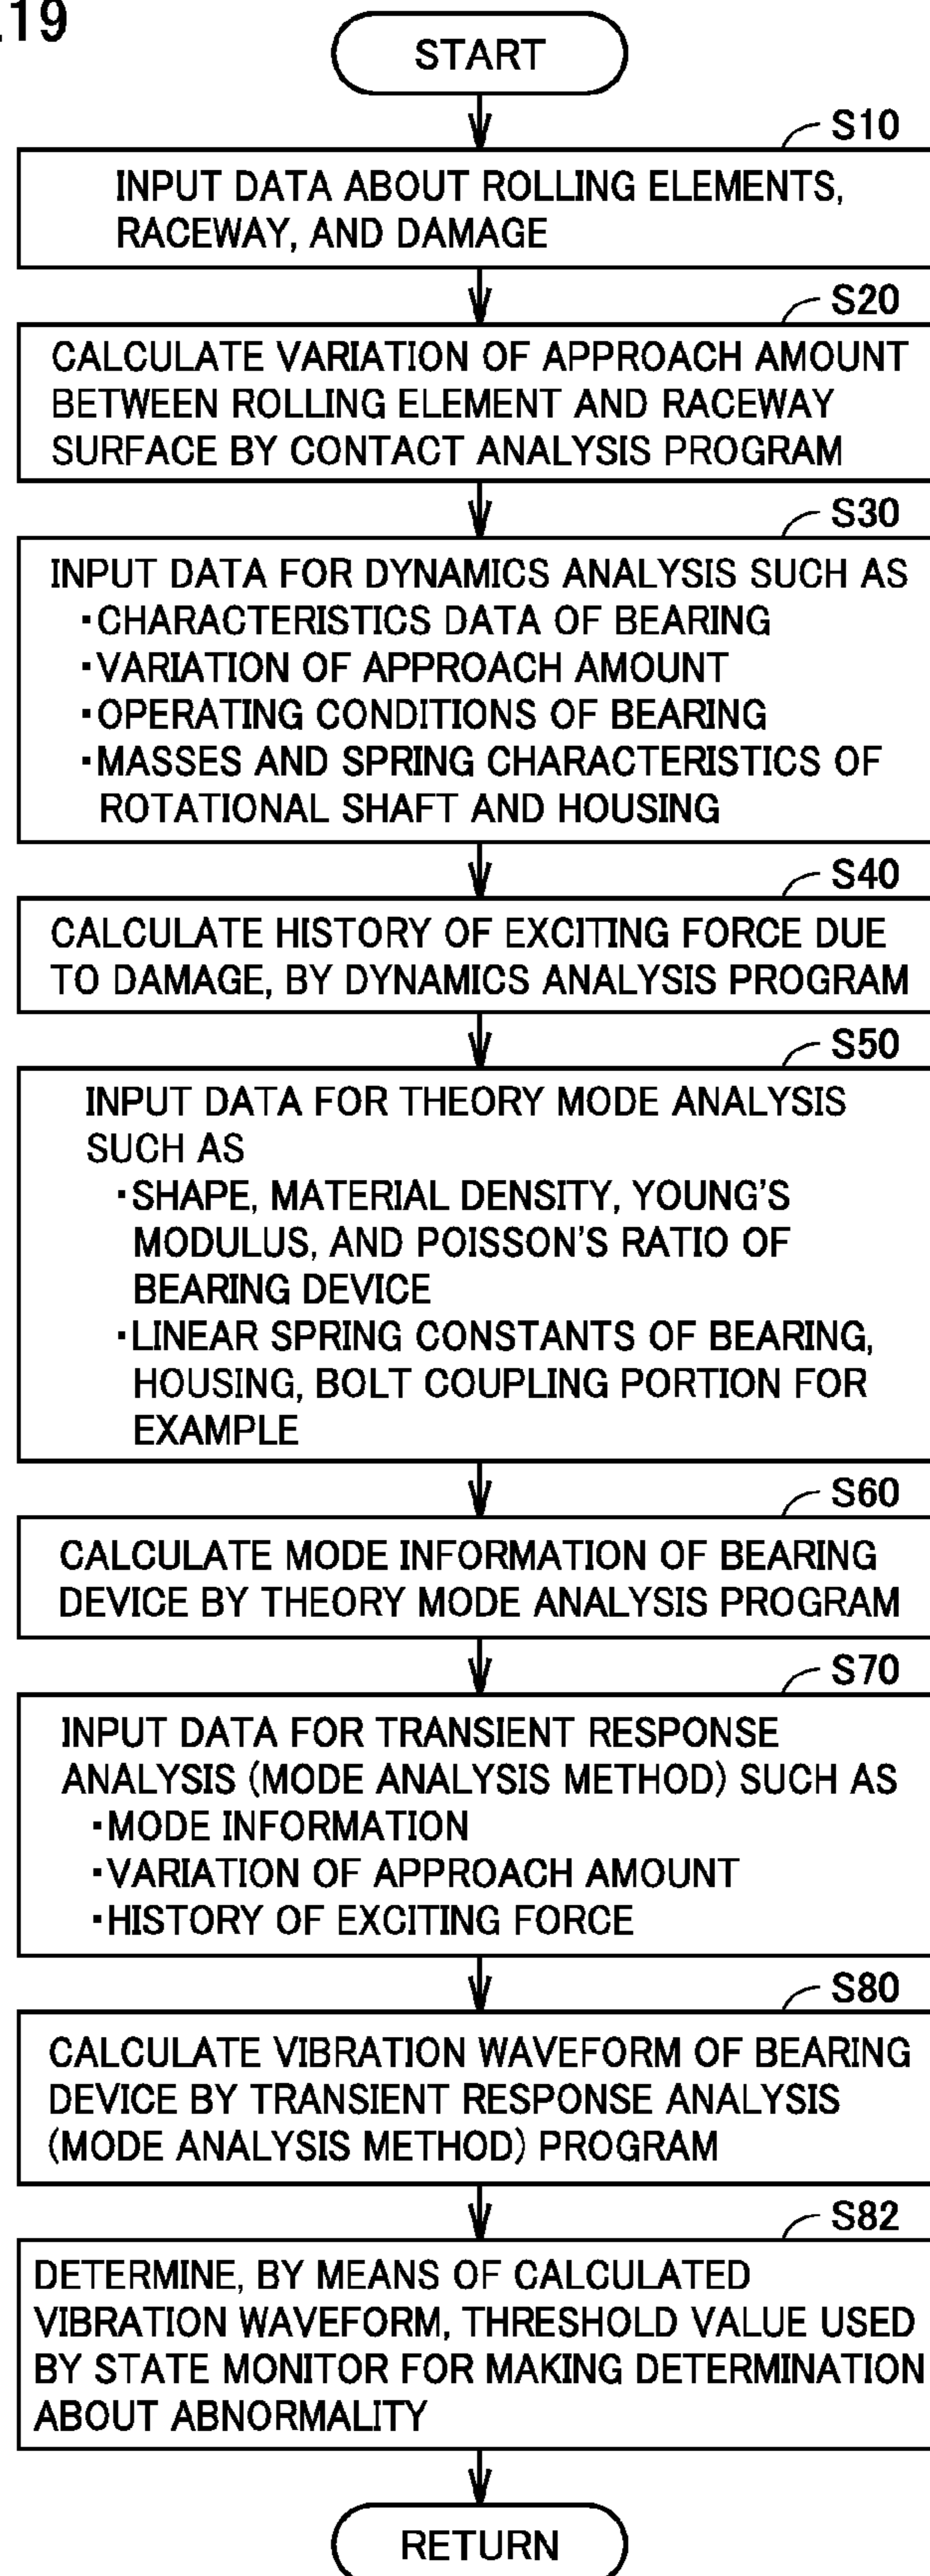 .19
START
S10
INPUT DATA ABOUT ROLLING ELEMENTS,
RACEWAY, AND DAMAGE
S20
CALCULATE VARIATION OF APPROACH AMOUNT
BETWEEN ROLLING ELEMENT AND RACEWAY
SURFACE BY CONTACT ANALYSIS PROGRAM
S30
INPUT DATA FOR DYNAMICS ANALYSIS SUCH AS
・CHARACTERISTICS DATA OF BEARING
・VARIATION OF APPROACH AMOUNT
・OPERATING CONDITIONS OF BEARING
・MASSES AND SPRING CHARACTERISTICS OF
ROTATIONAL SHAFT AND HOUSING
S40
CALCULATE HISTORY OF EXCITING FORCE DUE
TO DAMAGE, BY DYNAMICS ANALYSIS PROGRAM
S50
INPUT DATA FOR THEORY MODE ANALYSIS
SUCH AS
・SHAPE, MATERIAL DENSITY, YOUNG'S
MODULUS, AND POISSON'S RATIO OF
BEARING DEVICE
・LINEAR SPRING CONSTANTS OF BEARING,
HOUSING, BOLT COUPLING PORTION FOR
EXAMPLE
S60
CALCULATE MODE INFORMATION OF BEARING
DEVICE BY THEORY MODE ANALYSIS PROGRAM
S70
INPUT DATA FOR TRANSIENT RESPONSE
ANALYSIS (MODE ANALYSIS METHOD) SUCH AS
・MODE INFORMATION
・VARIATION OF APPROACH AMOUNT
・HISTORY OF EXCITING FORCE
S80
CALCULATE VIBRATION WAVEFORM OF BEARING
DEVICE BY TRANSIENT RESPONSE ANALYSIS
(MODE ANALYSIS METHOD) PROGRAM
S82
DETERMINE, BY MEANS OF CALCULATED
VIBRATION WAVEFORM, THRESHOLD VALUE USED
BY STATE MONITOR FOR MAKING DETERMINATION
ABOUT ABNORMALITY
RETURN